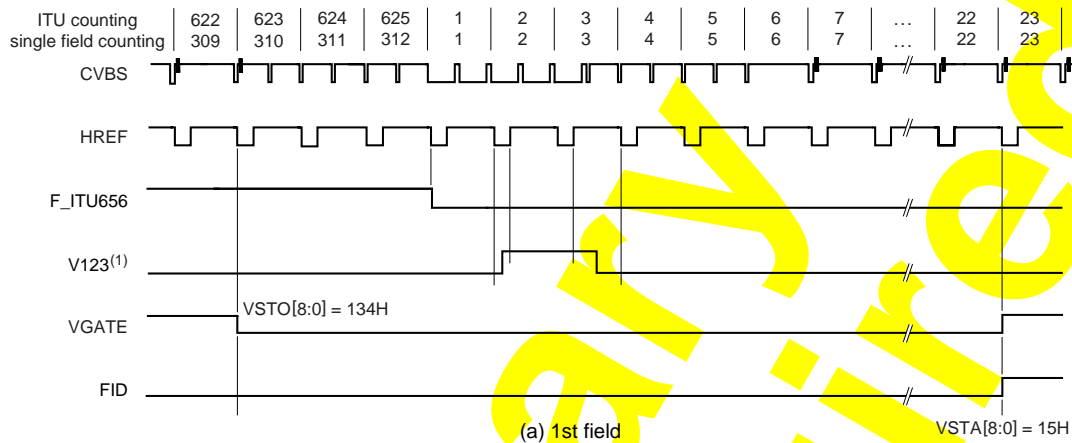 ITU counting 622 623 624 625 1 2 3 4 5 6 7 ... 22 23
single field counting 309 310 311 312 1 2 3 4 5 6 7 ... 22 23
CVBS
HREF
F_ITU656
V123(1)
VSTO[8:0] = 134H
VGATE
FID
(a) 1st field
VSTA[8:0] = 15H